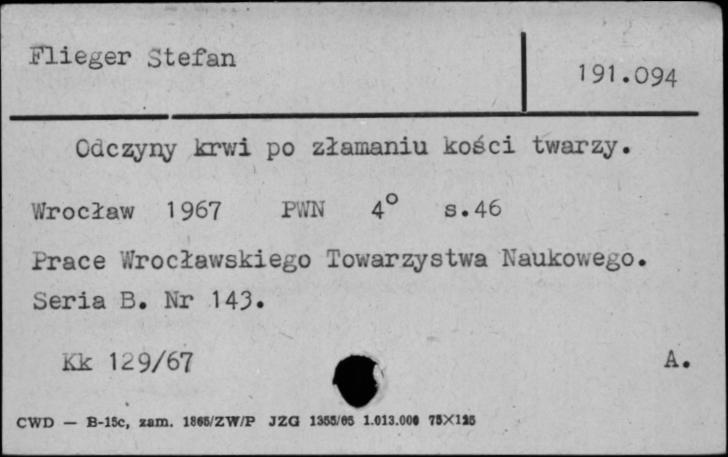 Flieger Stefan
191.094
Odczyny krwi po złamaniu kości twarzy.
Wrocław 1967 PWN 4° s.46
Prace Wrocławskiego Towarzystwa Naukowego.
Seria B. Nr 143.
Kk 129/67 A.
CWD — B-15c, zam. 1865/ZW/P JZG 1355/65 1.013.000 75X125